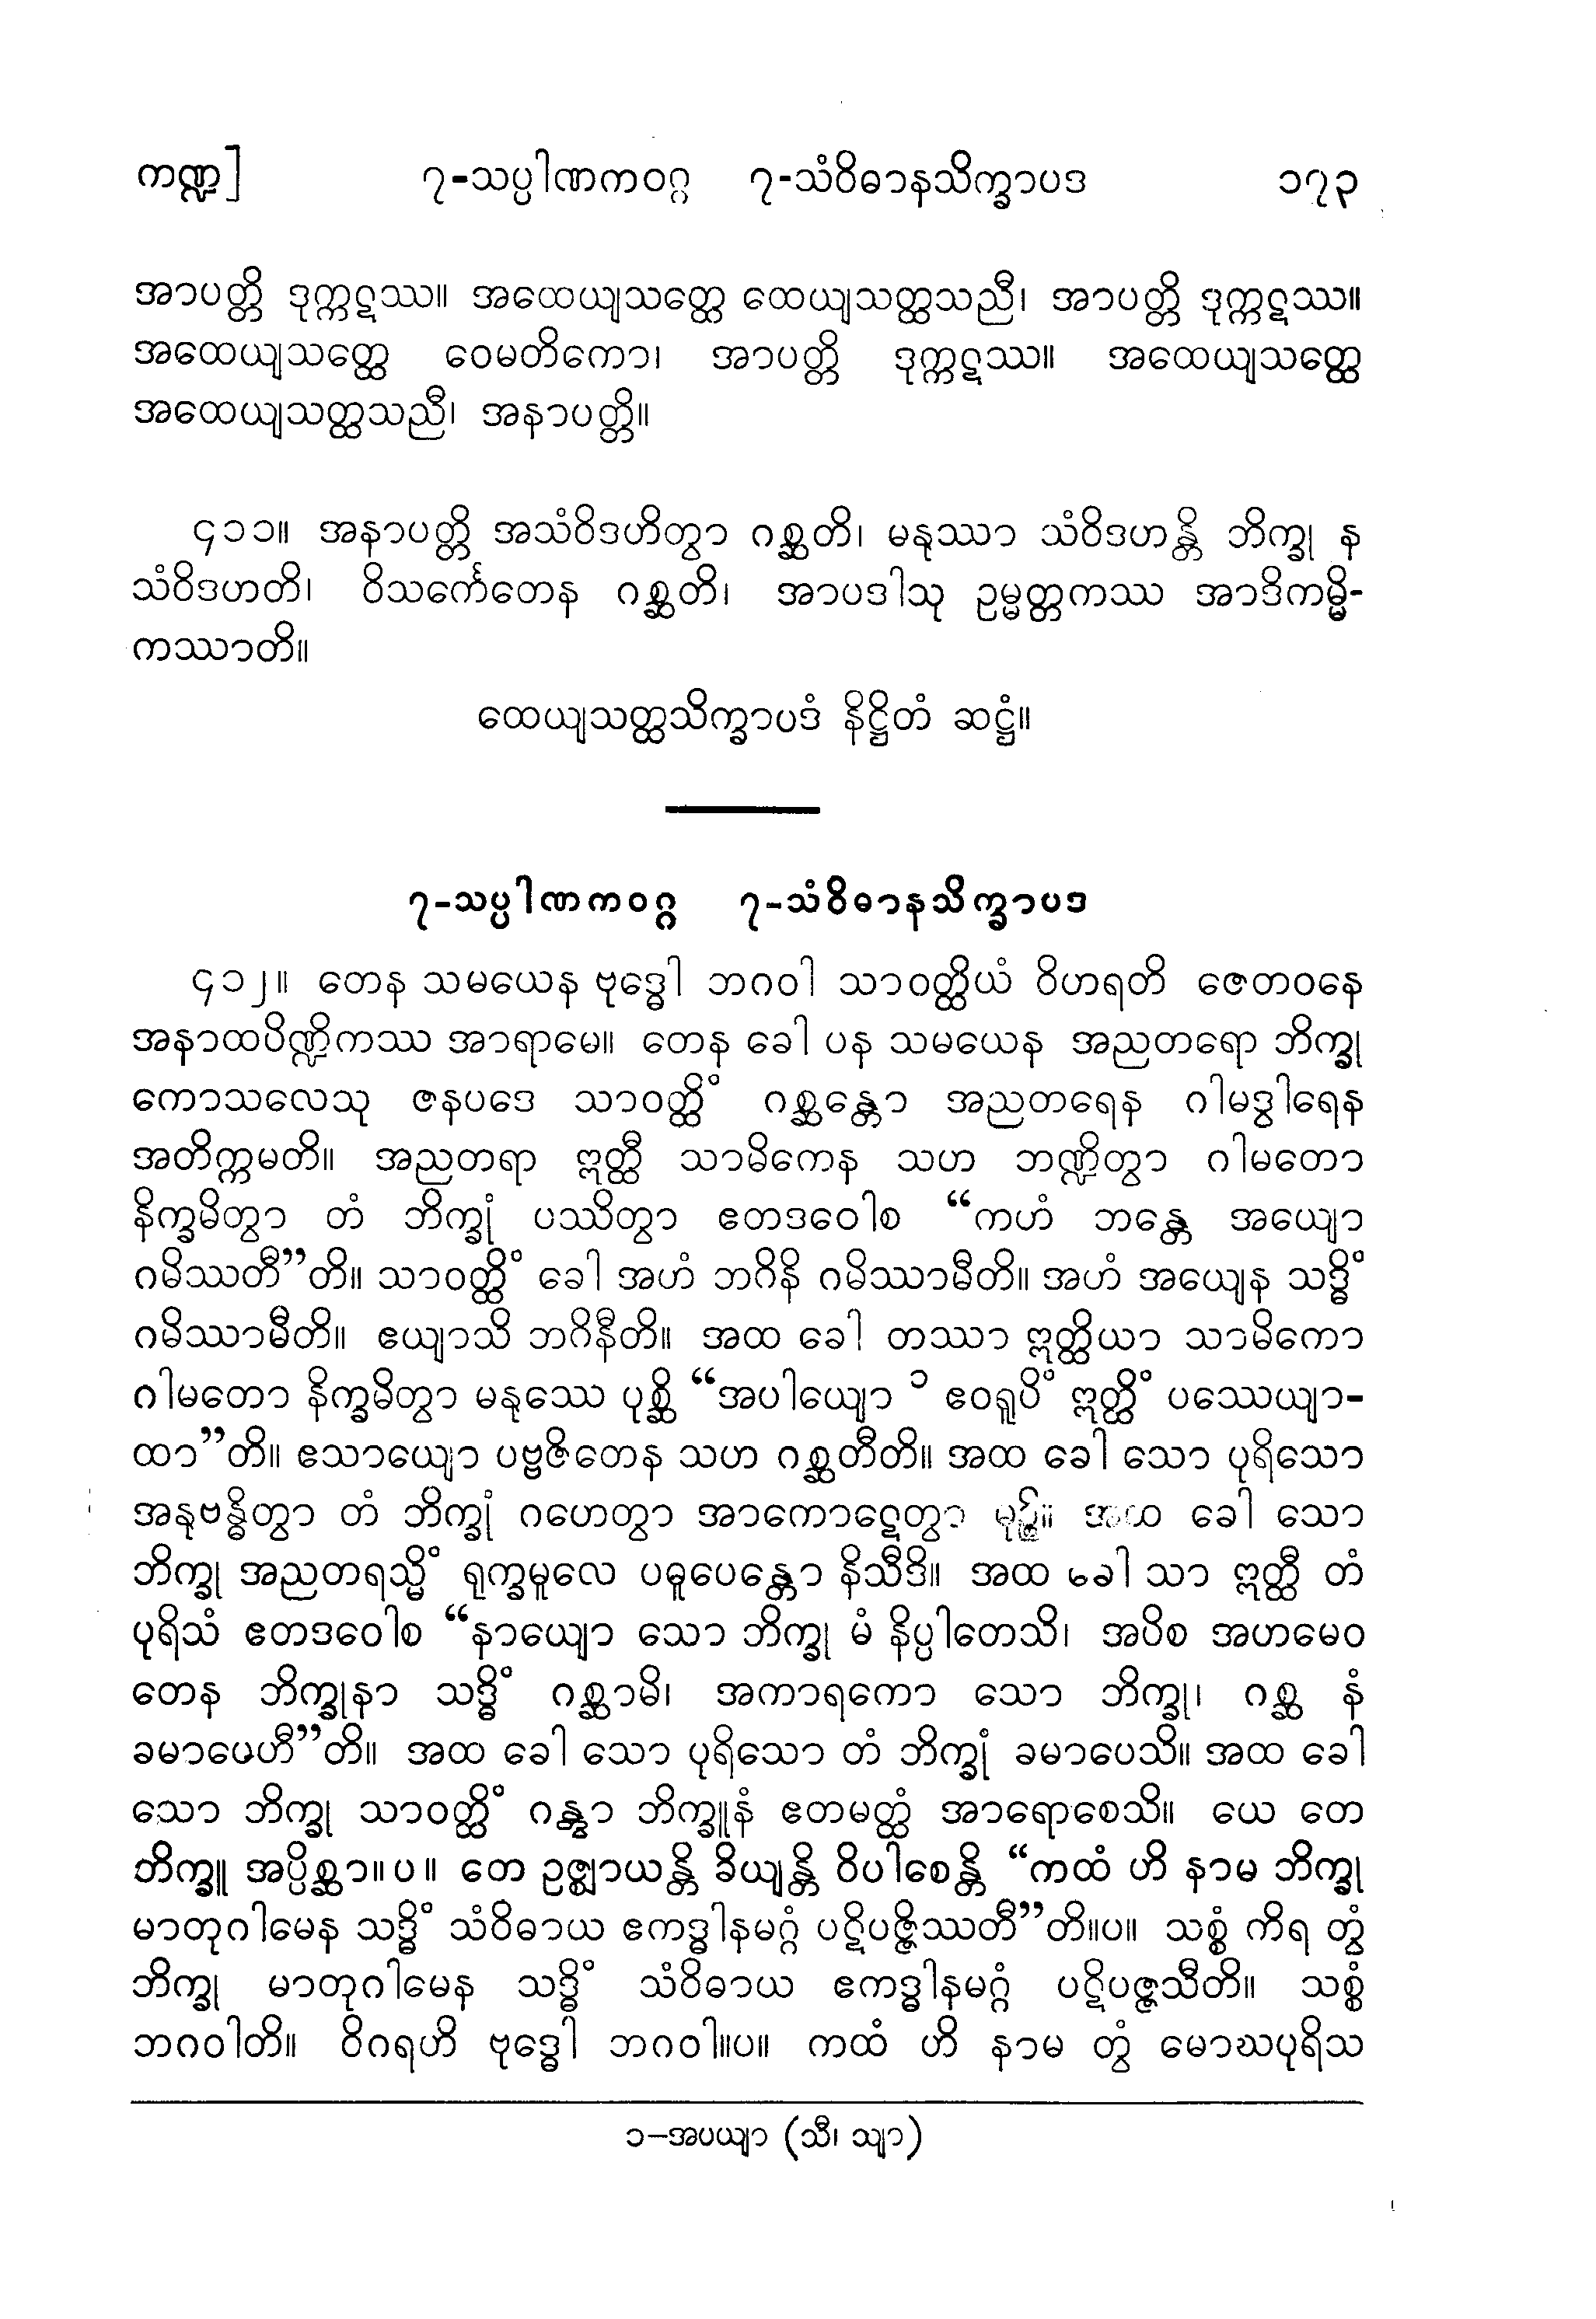 ကဏ္ဍ] ၇-သပ္ပါဏကဝဂ္ဂ ၇-သံဝိဓာနသိက္ခာပဒ ၁၇၃
အာပတ္တိ ဒုက္ကဋဿ။ အထေယျသတ္ထေ ထေယျသတ္ထသညီ၊ အာပတ္တိ ဒုက္ကဋဿ။
အထေယျသတ္ထေ ဝေမတိကော၊ အာပတ္တိ ဒုက္ကဋဿ။ အထေယျသတ္ထေ
အထေယျသတ္ထသညီ၊ အနာပတ္တိ။
၄၁၁။ အနာပတ္တိ အသံဝိဒဟိတွာ ဂစ္ဆတိ၊ မနုဿာ သံဝိဒဟန္တိ ဘိက္ခု န
သံဝိဒဟတိ၊ ဝိသင်္ကေတေန ဂစ္ဆတိ၊ အာပဒါသု ဥမ္မတ္တကဿ အာဒိကမ္မိ-
ကဿာတိ။
ထေယျသတ္ထသိက္ခာပဒံ နိဋ္ဌိတံ ဆဋ္ဌံ။
၇-သပ္ပါဏကဝဂ္ဂ ၇-သံဝိဓာနသိက္ခာပဒ
၄၁၂။ တေန သမယေန ဗုဒ္ဓေါ ဘဂဝါ သာဝတ္ထိယံ ဝိဟရတိ ဇေတဝနေ
အနာထပိဏ္ဍိကဿ အာရာမေ။ တေန ခေါ ပန သမယေန အညတရော ဘိက္ခု
ကောသလေသု ဇနပဒေ သာဝတ္ထိံ ဂစ္ဆန္တော အညတရေန ဂါမဒွါရေန
အတိက္ကမတိ။ အညတရာ ဣတ္ထီ သာမိကေန သဟ ဘဏ္ဍိတွာ ဂါမတော
နိက္ခမိတွာ တံ ဘိက္ခုံ ပဿိတွာ ဧတဒဝေါစ “ကဟံ ဘန္တေ အယျော
ဂမိဿတီ”တိ။ သာဝတ္ထိံ ခေါ အဟံ ဘဂိနိ ဂမိဿာမီတိ။ အဟံ အယျေန သဒ္ဓိံ
ဂမိဿာမီတိ။ ဧယျာသိ ဘဂိနီတိ။ အထ ခေါ တဿာ ဣတ္ထိယာ သာမိကော
ဂါမတော နိက္ခမိတွာ မနုဿေ ပုစ္ဆိ “အပါယျော ၁ ဧဝရူပိံ ဣတ္ထိံ ပဿေယျာ-
ထာ”တိ။ ဧသာယျော ပဗ္ဗဇိတေန သဟ ဂစ္ဆတီတိ။ အထ ခေါ သော ပုရိသော
အနုဗန္ဓိတွာ တံ ဘိက္ခုံ ဂဟေတွာ အာကောဋေတွာ မုဉ္စိ။ အထ ခေါ သော
ဘိက္ခု အညတရသ္မိံ ရုက္ခမူလေ ပဓူပေန္တော နိသီဒိ။ အထ ခေါ သာ ဣတ္ထီ တံ
ပုရိသံ ဧတဒဝေါစ “နာယျော သော ဘိက္ခု မံ နိပ္ပါတေသိ၊ အပိစ အဟမေဝ
တေန ဘိက္ခုနာ သဒ္ဓိံ ဂစ္ဆာမိ၊ အကာရကော သော ဘိက္ခု၊ ဂစ္ဆ နံ
ခမာပေဟီ”တိ။ အထ ခေါ သော ပုရိသော တံ ဘိက္ခုံ ခမာပေသိ။ အထ ခေါ
သော ဘိက္ခု သာဝတ္ထိံ ဂန္တွာ ဘိက္ခူနံ ဧတမတ္ထံ အာရောစေသိ။ ယေ တေ
ဘိက္ခူ အပ္ပိစ္ဆာ။ပ။ တေ ဥဇ္ဈာယန္တိ ခိယျန္တိ ဝိပါစေန္တိ “ကထံ ဟိ နာမ ဘိက္ခု
မာတုဂါမေန သဒ္ဓိံ သံဝိဓာယ ဧကဒ္ဓါနမဂ္ဂံ ပဋိပဇ္ဇိဿတီ”တိ။ပ။ သစ္စံ ကိရ တွံ
ဘိက္ခု မာတုဂါမေန သဒ္ဓိံ သံဝိဓာယ ဧကဒ္ဓါနမဂ္ဂံ ပဋိပဇ္ဇသီတိ။ သစ္စံ
ဘဂဝါတိ။ ဝိဂရဟိ ဗုဒ္ဓေါ ဘဂဝါ။ပ။ ကထံ ဟိ နာမ တွံ မောဃပုရိသ
၁-အပယျာ (သီ၊ သျာ)